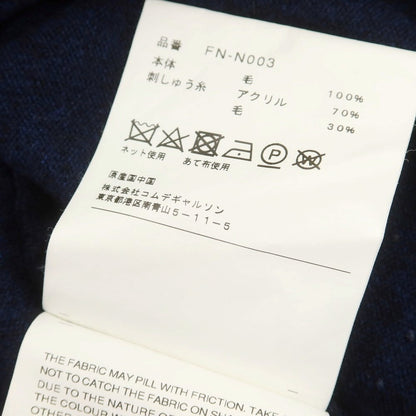 品番 FN-N003
本体 毛 100%
刺しゅう糸 アクリル 70%
毛 30%
ネット使用 あて布使用
原産国中国
株式会社コムデギャルソン
東京都港区南青山5-11-5
THE FABRIC MAY PILL WITH FRICTION. TAKE
NOT TO CATCH THE FABRIC ON SHA
DUE TO THE NATURE OF
THE COLOUR
OTHER